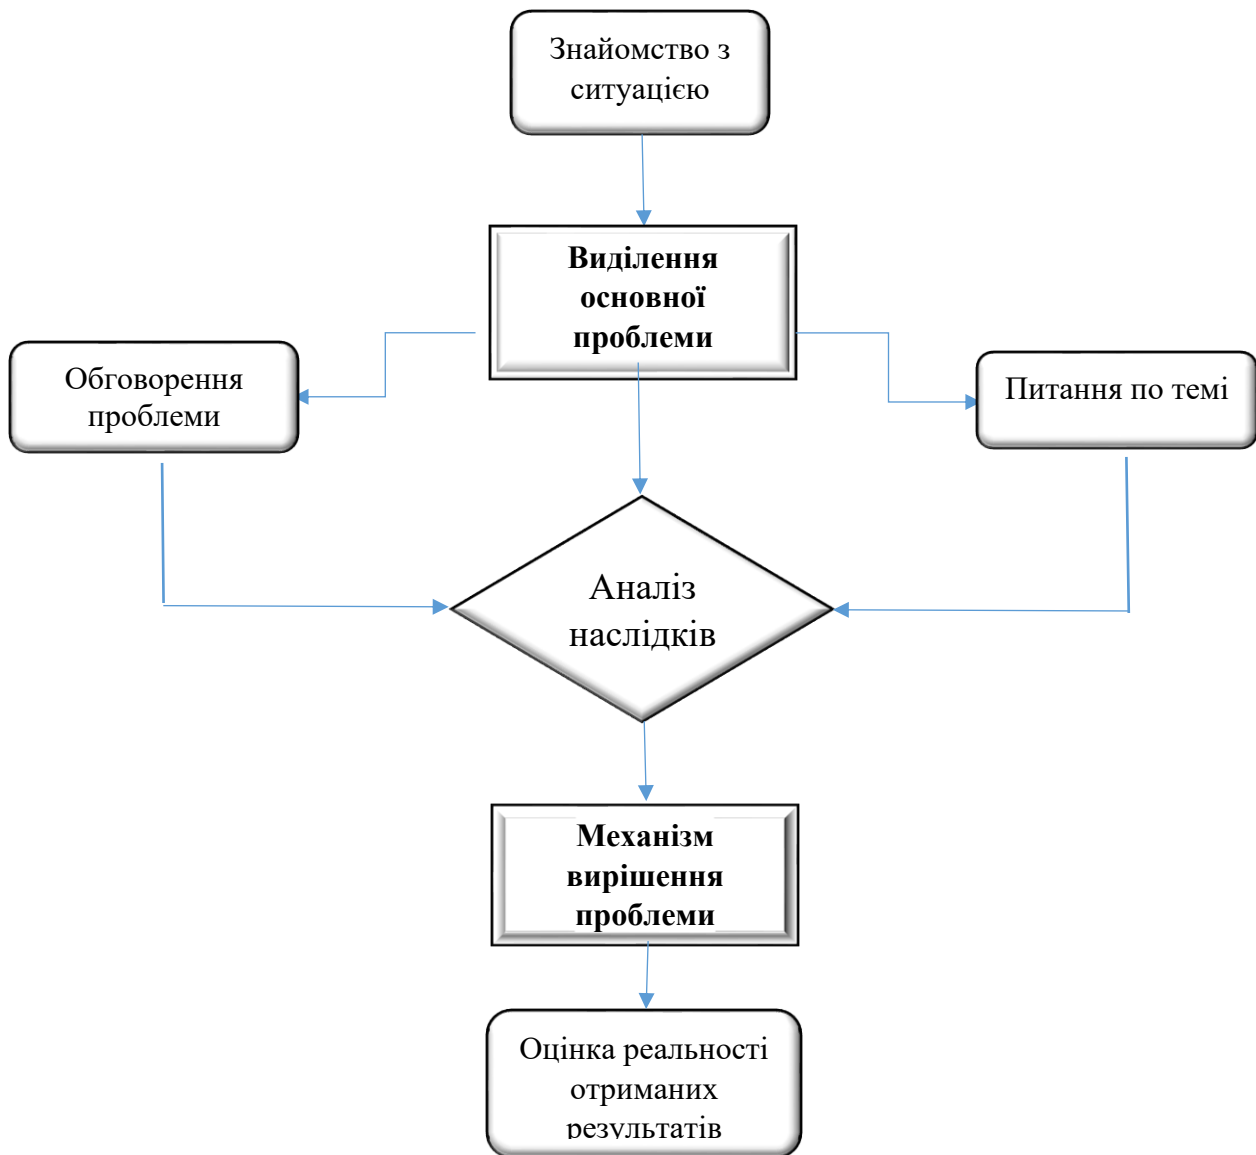 Знайомство з
ситуацією
Виділення
основної
проблеми
Обговорення
проблеми
Питання по темі
Аналіз
наслідків
Механізм
вирішення
проблеми
Оцінка реальності
отриманих
результатів